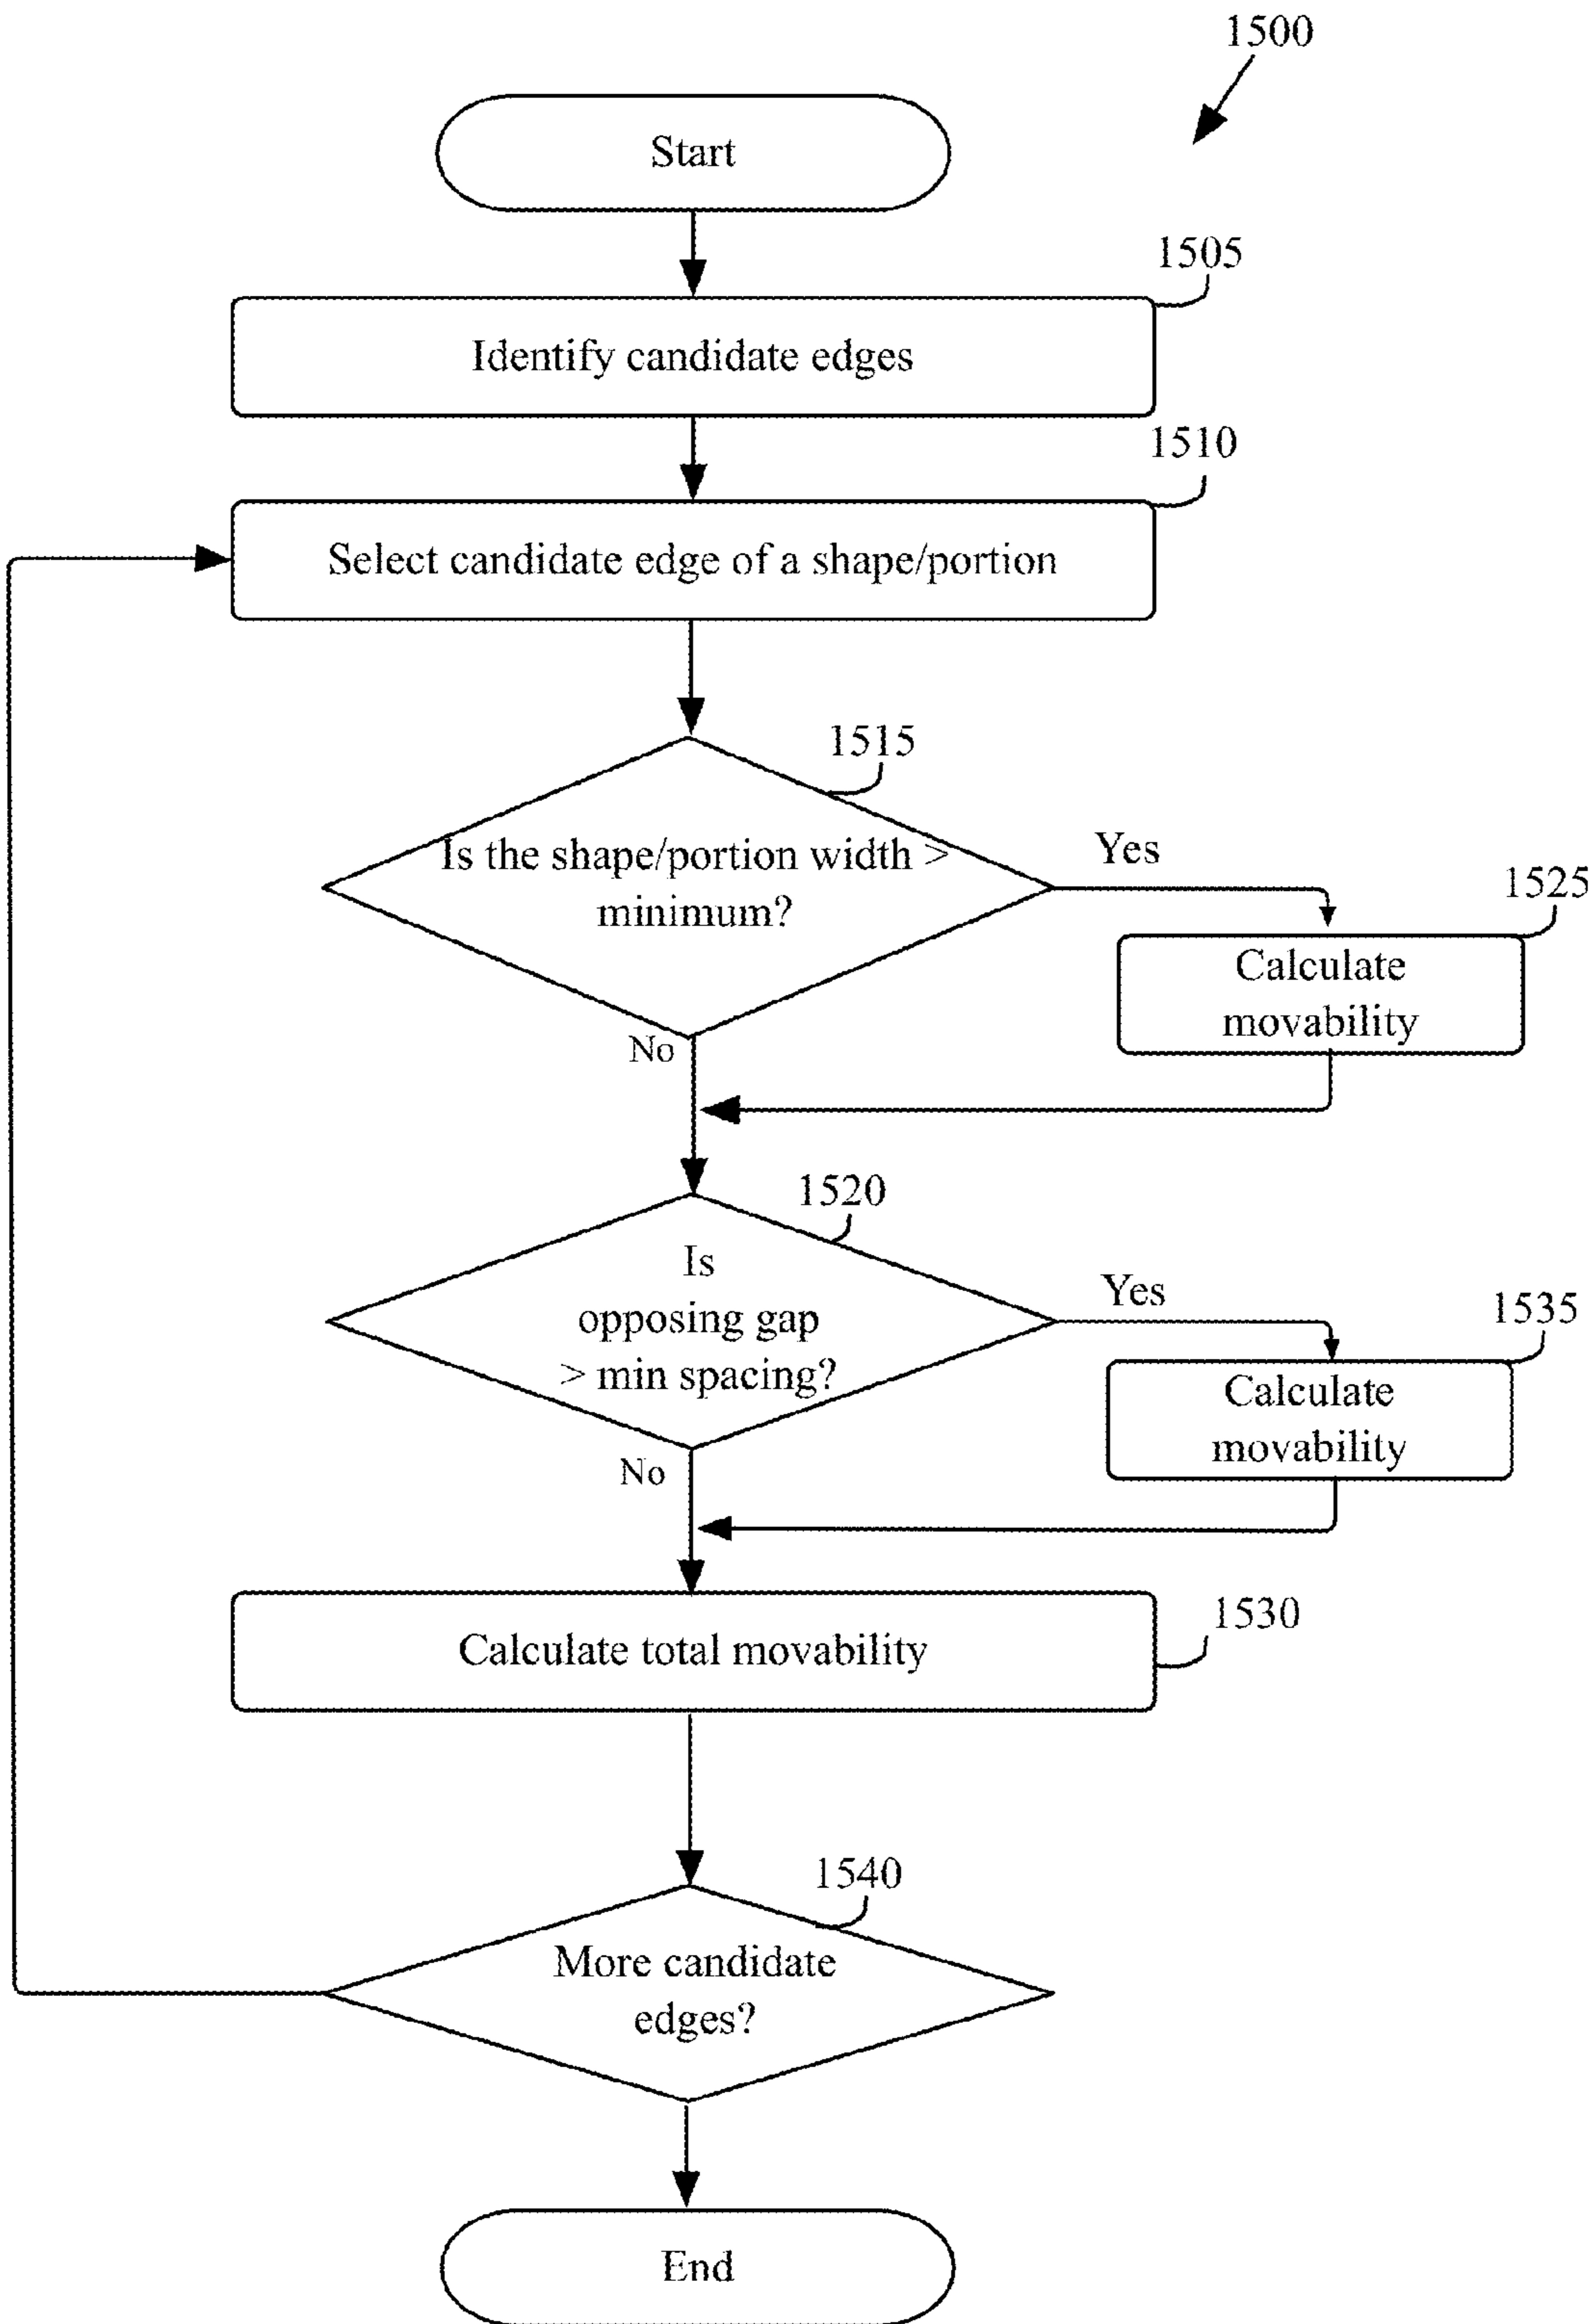 1500
Start
1505
Identify candidate edges
1510
Select candidate edge of a shape/portion
1515
Is the shape/portion width >
minimum?
Yes
1525
Calculate
movability
No
1520
Is
opposing gap
> min spacing?
Yes
1535
Calculate
movability
No
1530
Calculate total movability
1540
More candidate
edges?
End